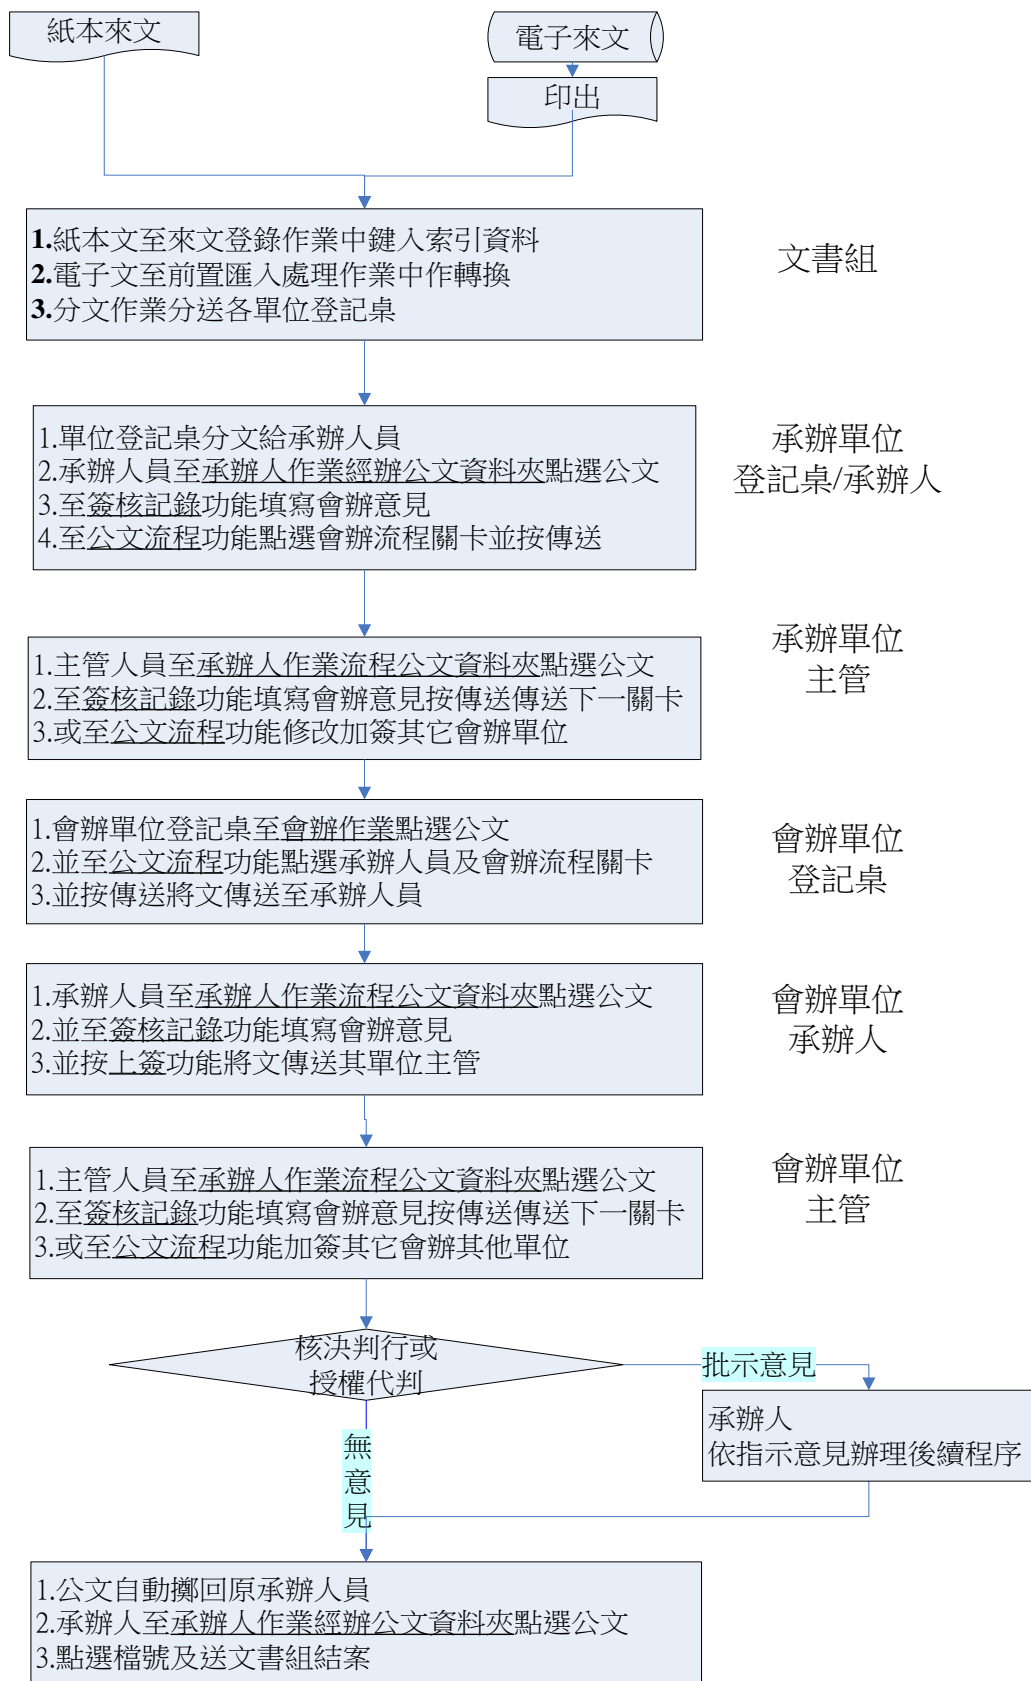 紙本來文
電子來文
印出
1.紙本文至來文登錄作業中鍵入索引資料
2.電子文至前置匯入處理作業中作轉換
3.分文作業分送各單位登記桌
文書組
1.單位登記桌分文給承辦人員
2.承辦人員至承辦人作業經辦公文資料夾點選公文
3.至簽核記錄功能填寫會辦意見
4.至公文流程功能點選會辦流程關卡並按傳送
承辦單位
登記桌/承辦人
1.主管人員至承辦人作業流程公文資料夾點選公文
2.至簽核記錄功能填寫會辦意見按傳送傳送下一關卡
3.或至公文流程功能修改加簽其它會辦單位
承辦單位
主管
1.會辦單位登記桌至會辦作業點選公文
2.並至公文流程功能點選承辦人員及會辦流程關卡
3.並按傳送將文傳送至承辦人員
會辦單位
登記桌
1.承辦人員至承辦人作業流程公文資料夾點選公文
2.並至簽核記錄功能填寫會辦意見
3.並按上簽功能將文傳送其單位主管
會辦單位
承辦人
1.主管人員至承辦人作業流程公文資料夾點選公文
2.至簽核記錄功能填寫會辦意見按傳送傳送下一關卡
3.或至公文流程功能加簽其它會辦其他單位
會辦單位
主管
核決判行或
授權代判
批示意見
承辦人
依指示意見辦理後續程序
無
意
見
1.公文自動擲回原承辦人員
2.承辦人至承辦人作業經辦公文資料夾點選公文
3.點選檔號及送文書組結案